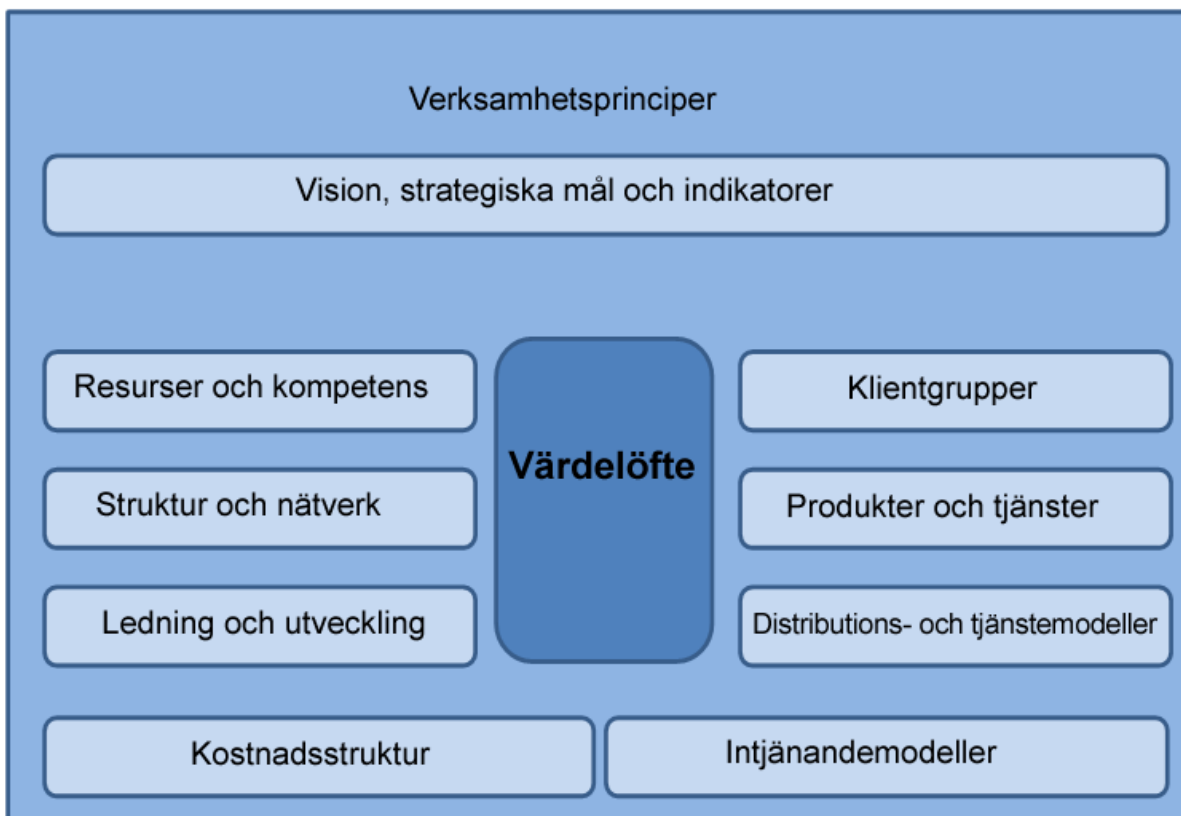 Verksamhetsprinciper
Vision, strategiska mål och indikatorer
Resurser och kompetens
Struktur och nätverk
Ledning och utveckling
Värdelöfte
Klientgrupper
Produkter och tjänster
Distributions- och tjänstemodeller
Kostnadsstruktur
Intjänandemodeller